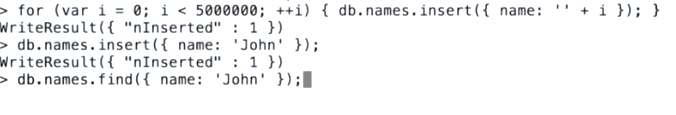 > for (var i = 0; i < 5000000; ++i) { db.names.insert({ name: '' + i }); }
WriteResult({ "nInserted" : 1 })
> db.names.insert({ name: 'John' });
WriteResult({ "nInserted" : 1 })
> db.names.find({ name: 'John' });